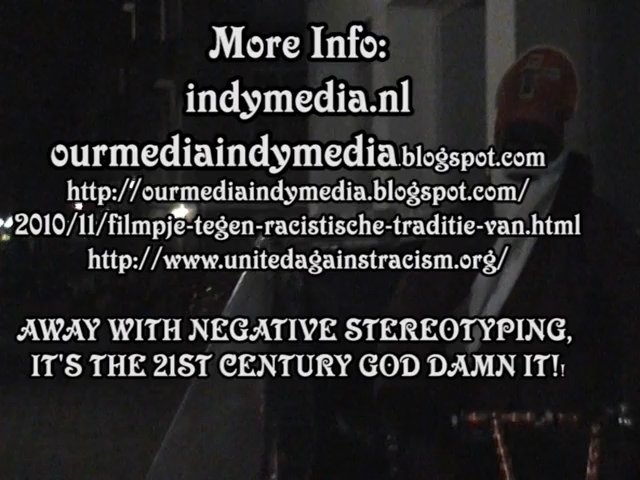 More Info:
indymedia.nl
ourmediaindymedia.blogspot.com
http://ourmediaindymedia.blogspot.com/
2010/11/filmpje-tegen-racistische-traditie-van.html
http://www.unitedagainstracism.org/
AWAY WITH NEGATIVE STEREOTYPING,
IT'S THE 21ST CENTURY GOD DAMN IT!!